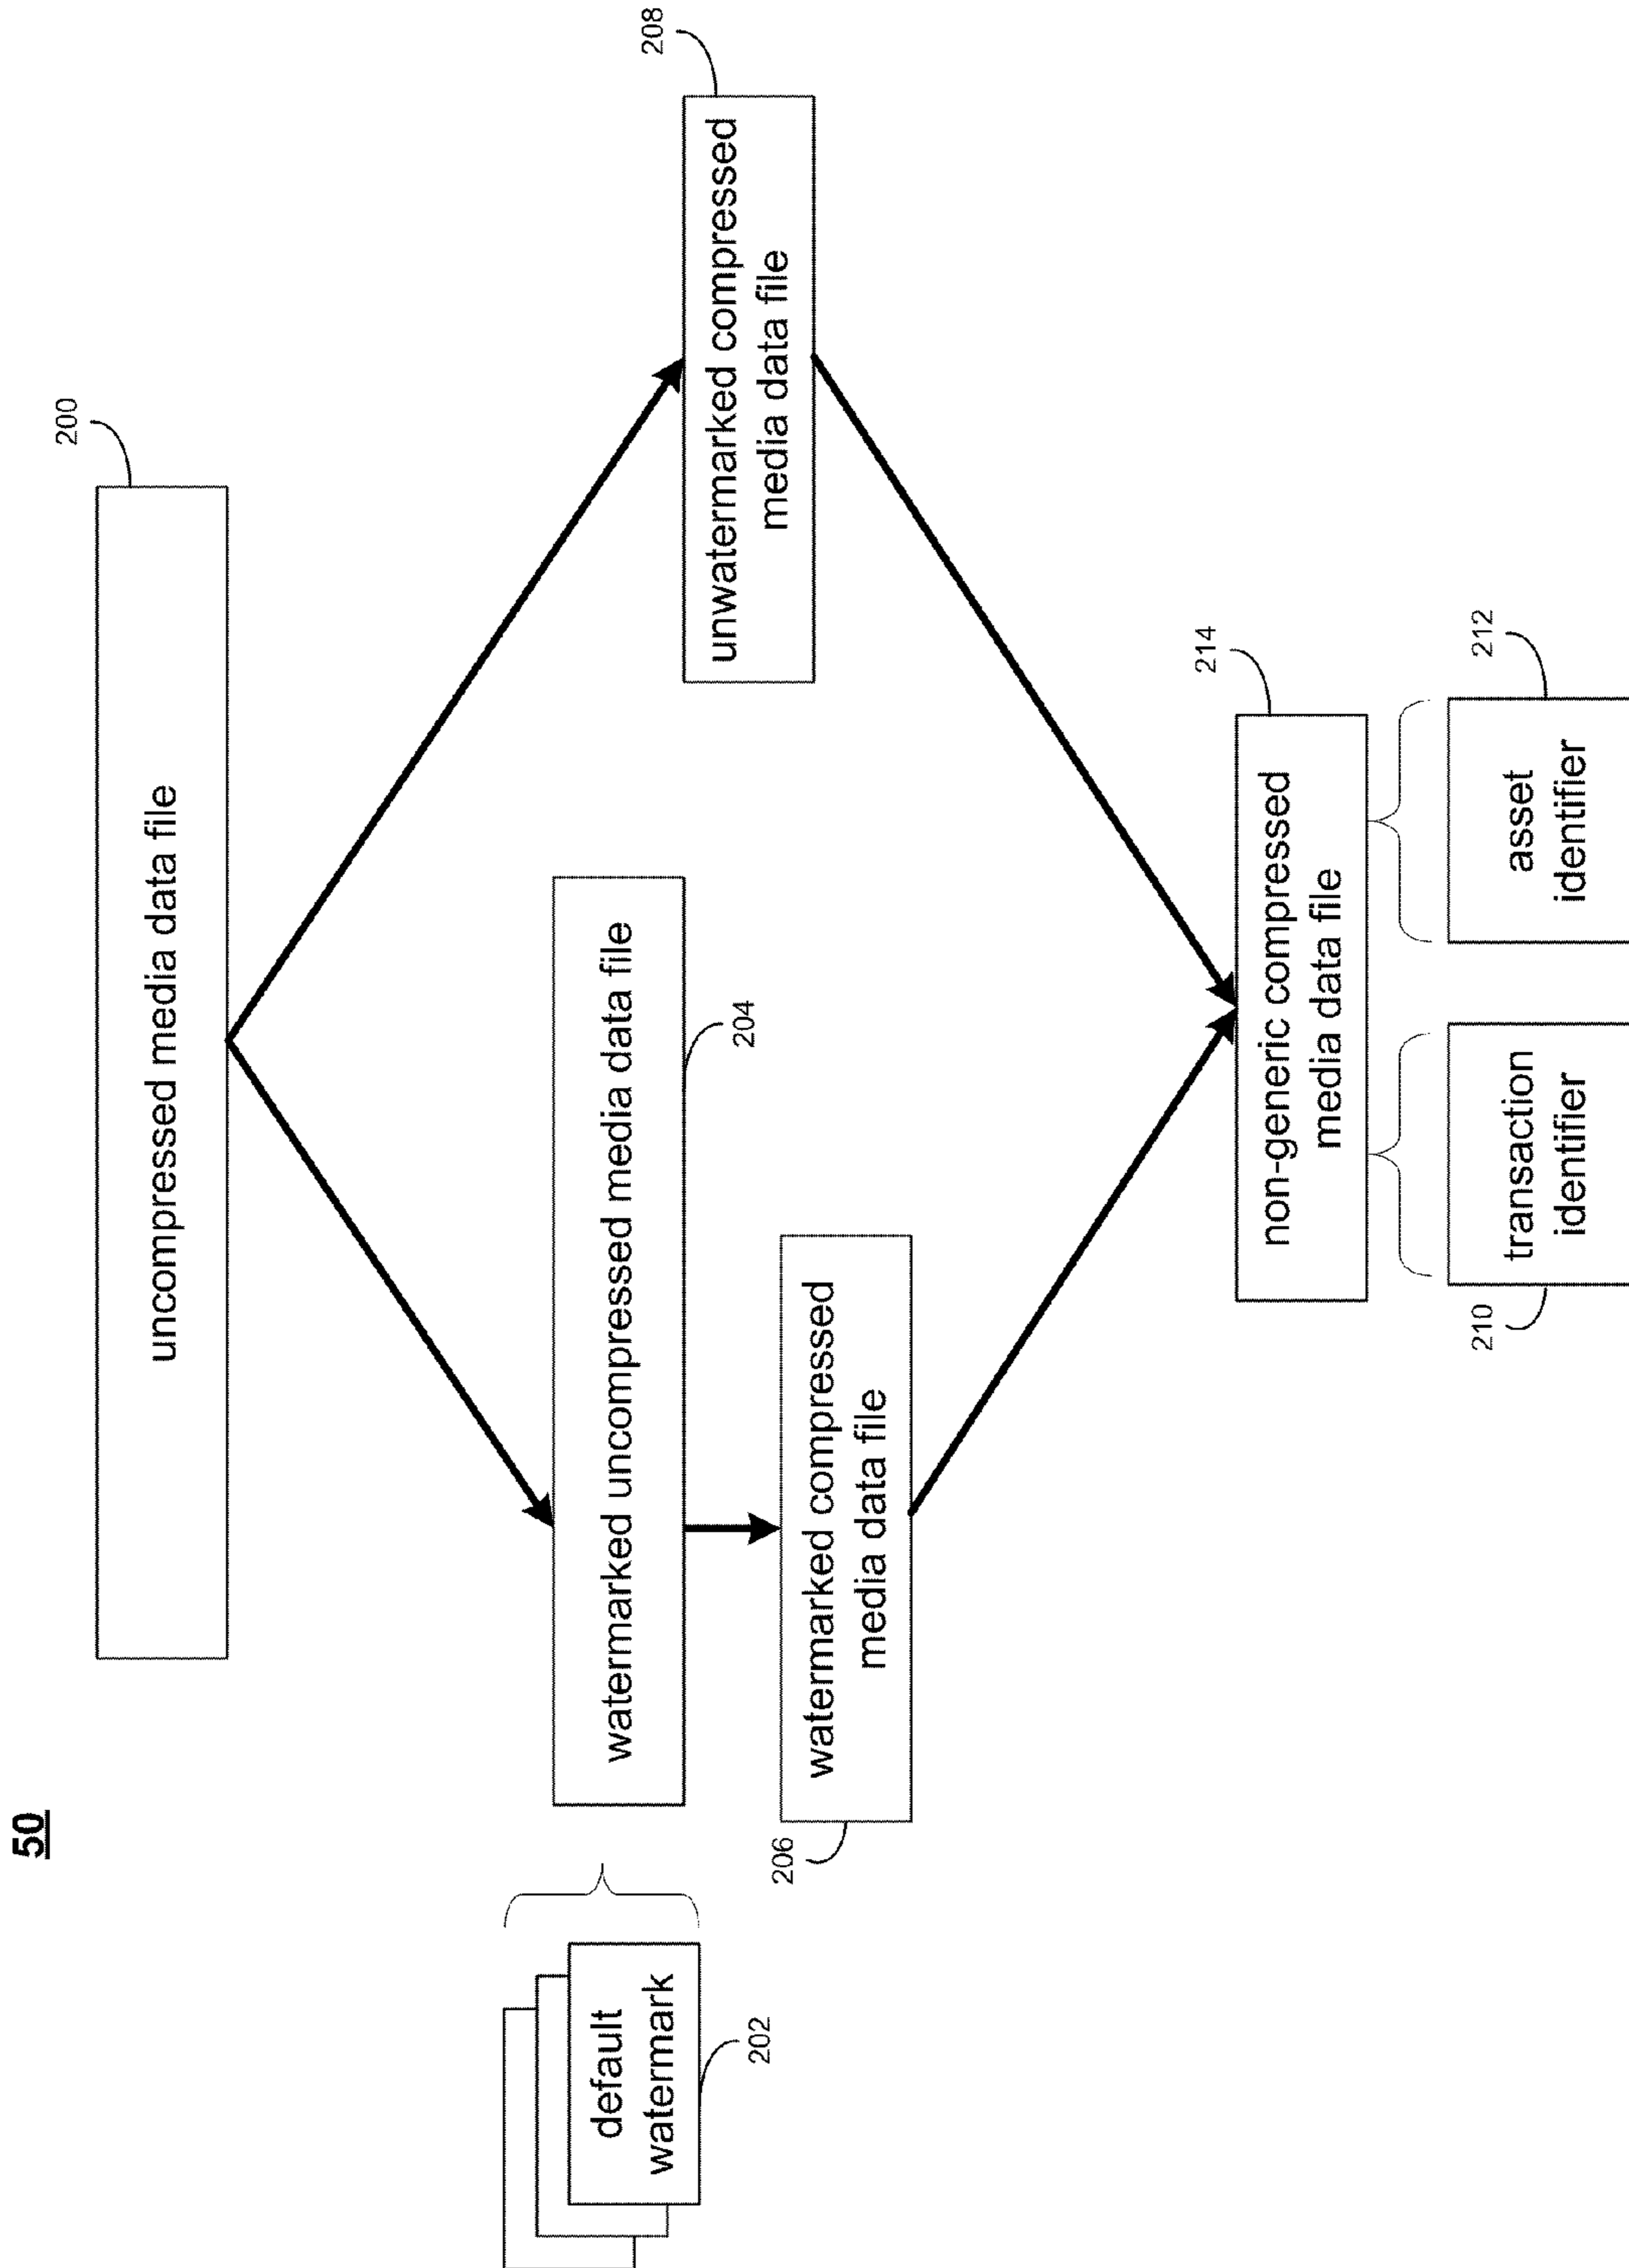 50
200
uncompressed media data file
208
unwatermarked compressed
media data file
watermarked uncompressed media data file
204
default
watermark
202
206
watermarked compressed
media data file
214
non-generic compressed
media data file
210
transaction
identifier
212
asset
identifier